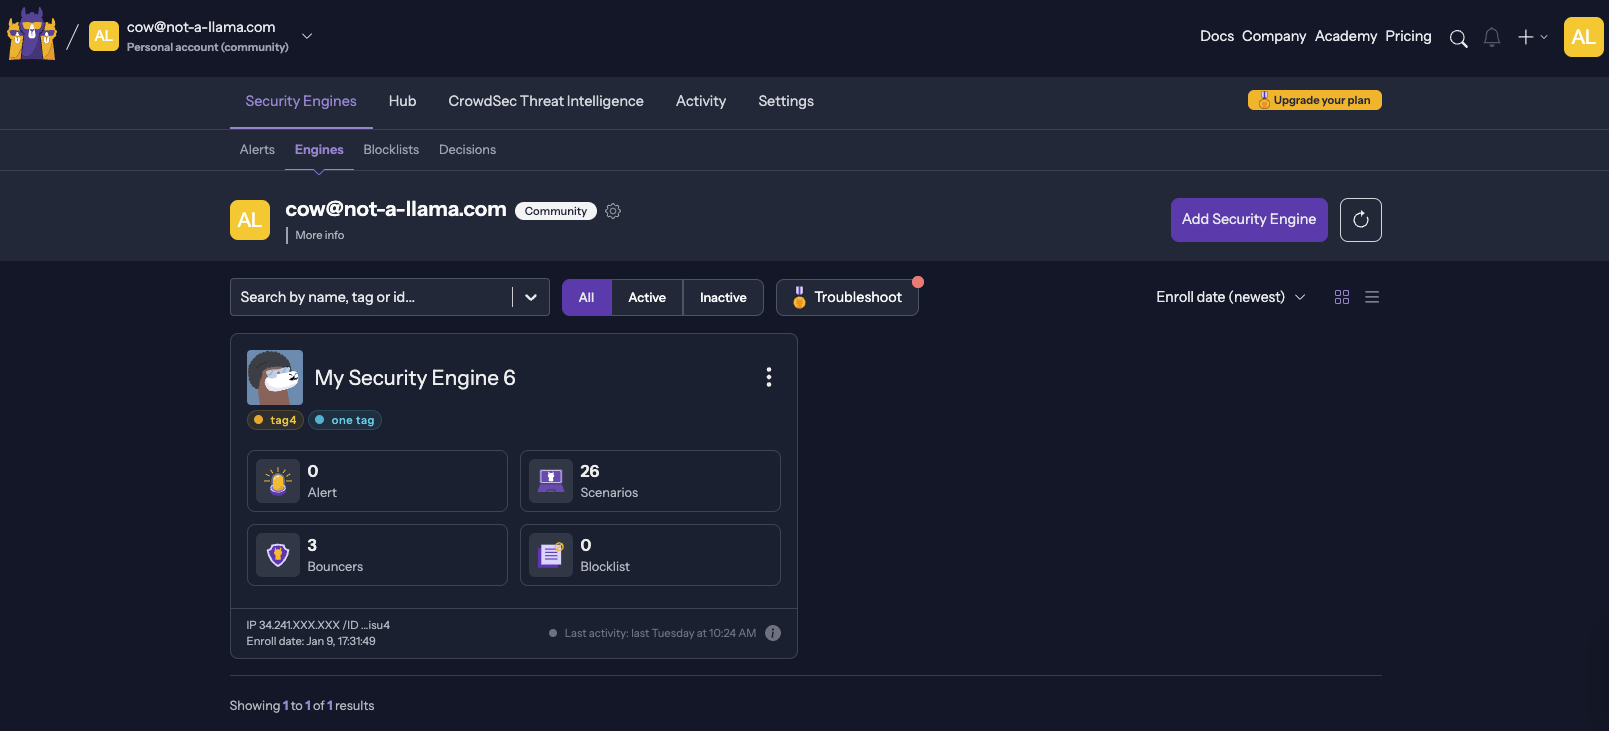 AL cow@not-a-llama.com
Personal account (community)
Docs Company Academy Pricing
AL
Security Engines Hub CrowdSec Threat Intelligence Activity Settings
Upgrade your plan
Alerts Engines Blocklists Decisions
AL cow@not-a-llama.com Community
More info
Add Security Engine
Search by name, tag or id...
All Active Inactive
Troubleshoot
Enroll date (newest)
My Security Engine 6
tag4 one tag
0
Alert
26
Scenarios
3
Bouncers
0
Blocklist
IP 34.241.XXX.XXX /ID ...isu4
Enroll date: Jan 9, 17:31:49
Last activity: last Tuesday at 10:24 AM
Showing 1 to 1 of 1 results